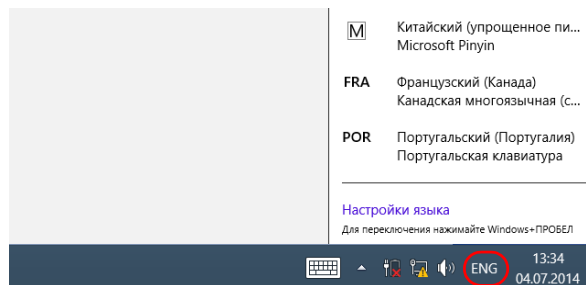 M
Китайский (упрощенное пи...
Microsoft Pinyin
FRA
Французский (Канада)
Канадская многоязычная (с...
POR
Португальский (Португалия)
Португальская клавиатура
Настройки языка
Для переключения нажимайте Windows+ПРОБЕЛ
ENG
13:34
04.07.2014